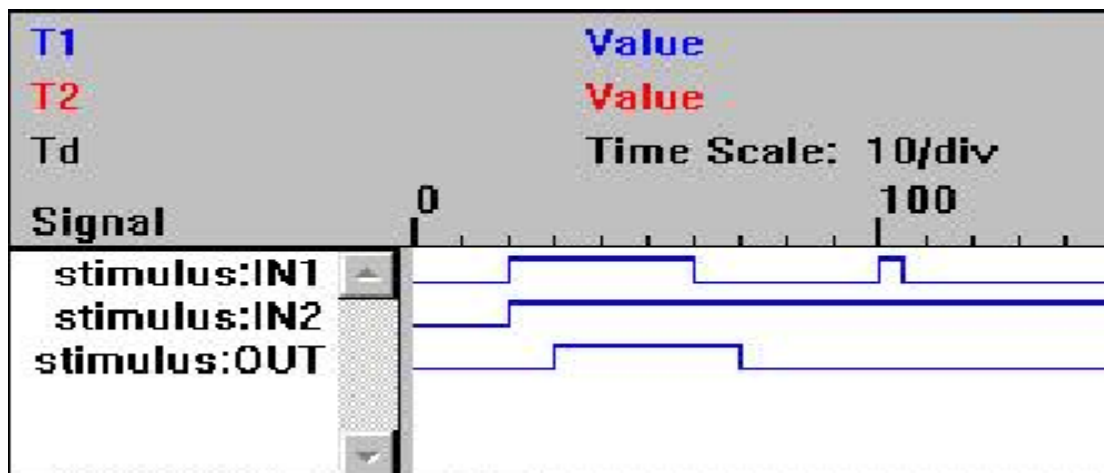 T1 Value
T2 Value
Td Time Scale: 10/div
0 100
Signal
stimulus:IN1
stimulus:IN2
stimulus:OUT